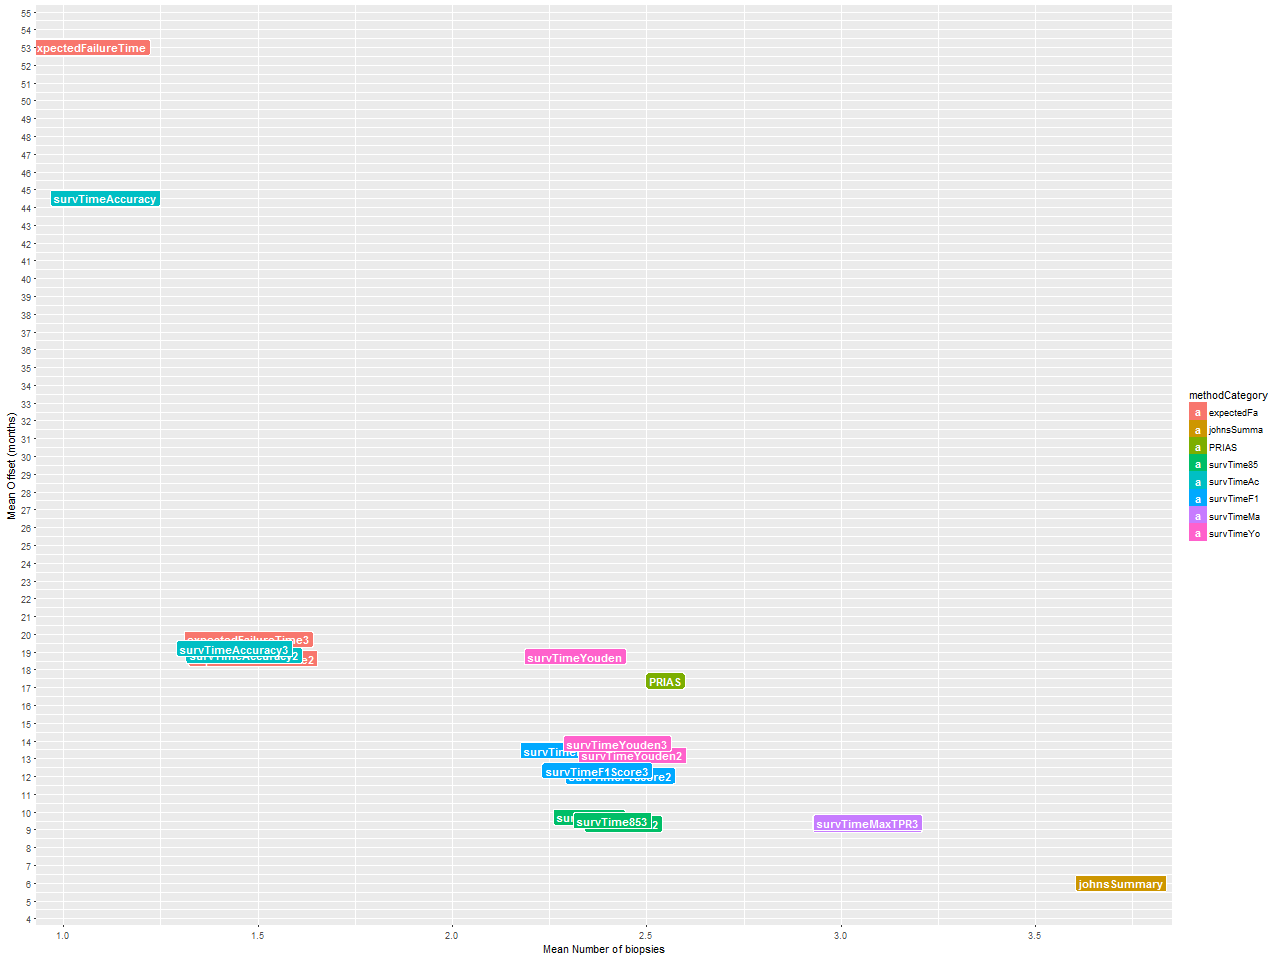 55
54
53
52
51
50
49
48
47
46
45
44
43
42
41
40
39
38
37
36
35
34
33
32
31
30
29
28
27
26
25
24
23
22
21
20
19
18
17
16
15
14
13
12
11
10
9
8
7
6
5
4
Mean Offset (months)
xpectedFailureTime
survTimeAccuracy
expectedFailureTime3
survTimeAccuracy3
survTimeAccuracy2
survTimeYouden
PRIAS
survTimeYouden3
survTimeYouden2
survTimeF1Score3
survTime853
survTimeMaxTPR3
johnsSummary
1.0 1.5 2.0 2.5 3.0 3.5
Mean Number of biopsies
methodCategory
a expectedFa
a johnsSumma
a PRIAS
a survTime85
a survTimeAc
a survTimeF1
a survTimeMa
a survTimeYo